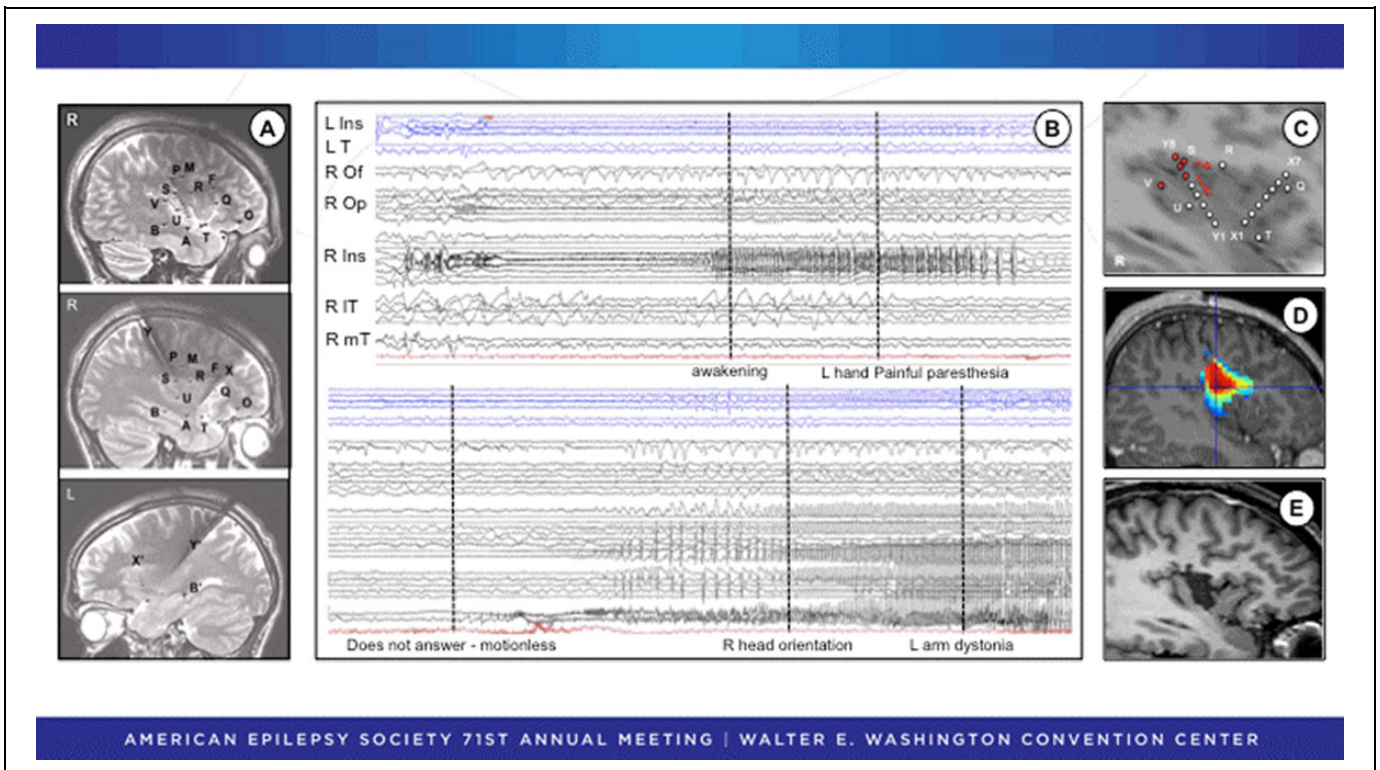 R
A
P M
S R F
V Q
U O
B T
A
R
Y
P M
F X
S R
Q
U O
B
A T
L
Y'
X'
B'
B
L Ins
L T
R Of
R Op
R Ins
R lT
R mT
awakening L hand Painful paresthesia
Does not answer - motionless R head orientation L arm dystonia
C
Y8 S R X7
V Q
U
Y1 X1 T
R
D
E
AMERICAN EPILEPSY SOCIETY 71ST ANNUAL MEETING | WALTER E. WASHINGTON CONVENTION CENTER